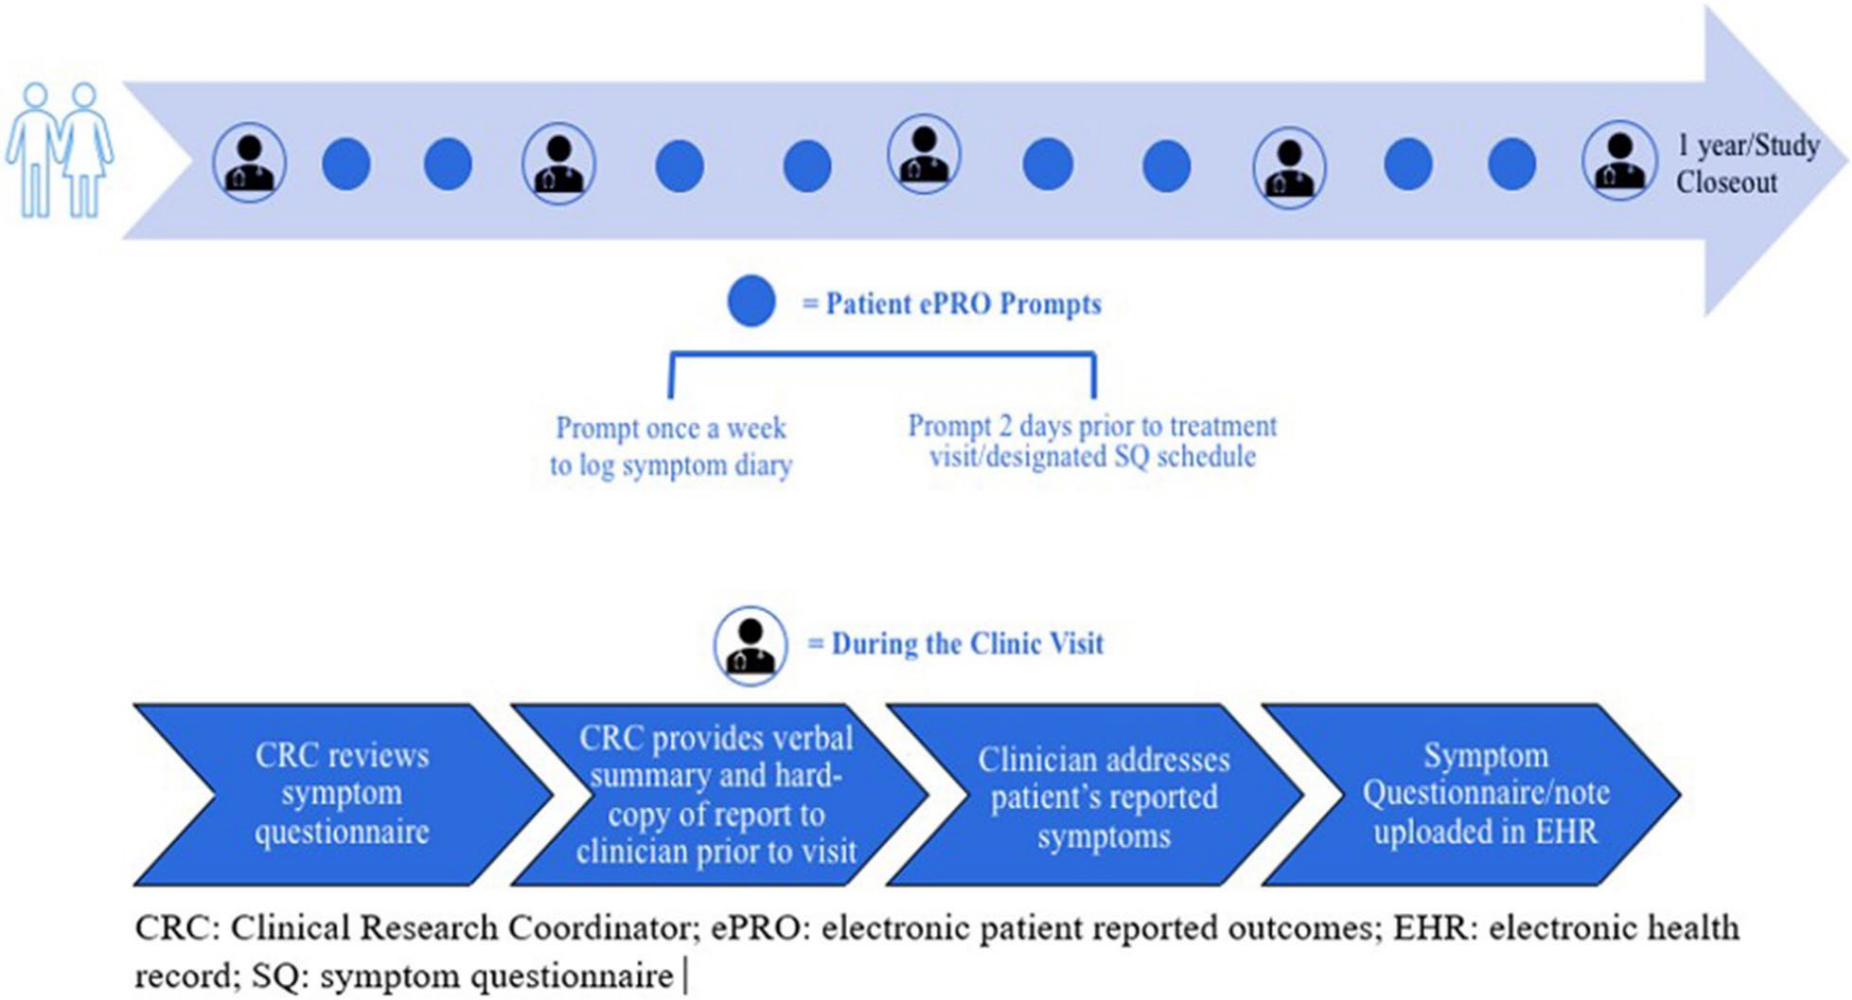 1 year/Study
Closeout
= Patient ePRO Prompts
Prompt once a week
to log symptom diary
Prompt 2 days prior to treatment
visit/designated SQ schedule
= During the Clinic Visit
CRC reviews
symptom
questionnaire
CRC provides verbal
summary and hard-
copy of report to
clinician prior to visit
Clinician addresses
patient's reported
symptoms
Symptom
Questionnaire/note
uploaded in EHR
CRC: Clinical Research Coordinator; ePRO: electronic patient reported outcomes; EHR: electronic health
record; SQ: symptom questionnaire